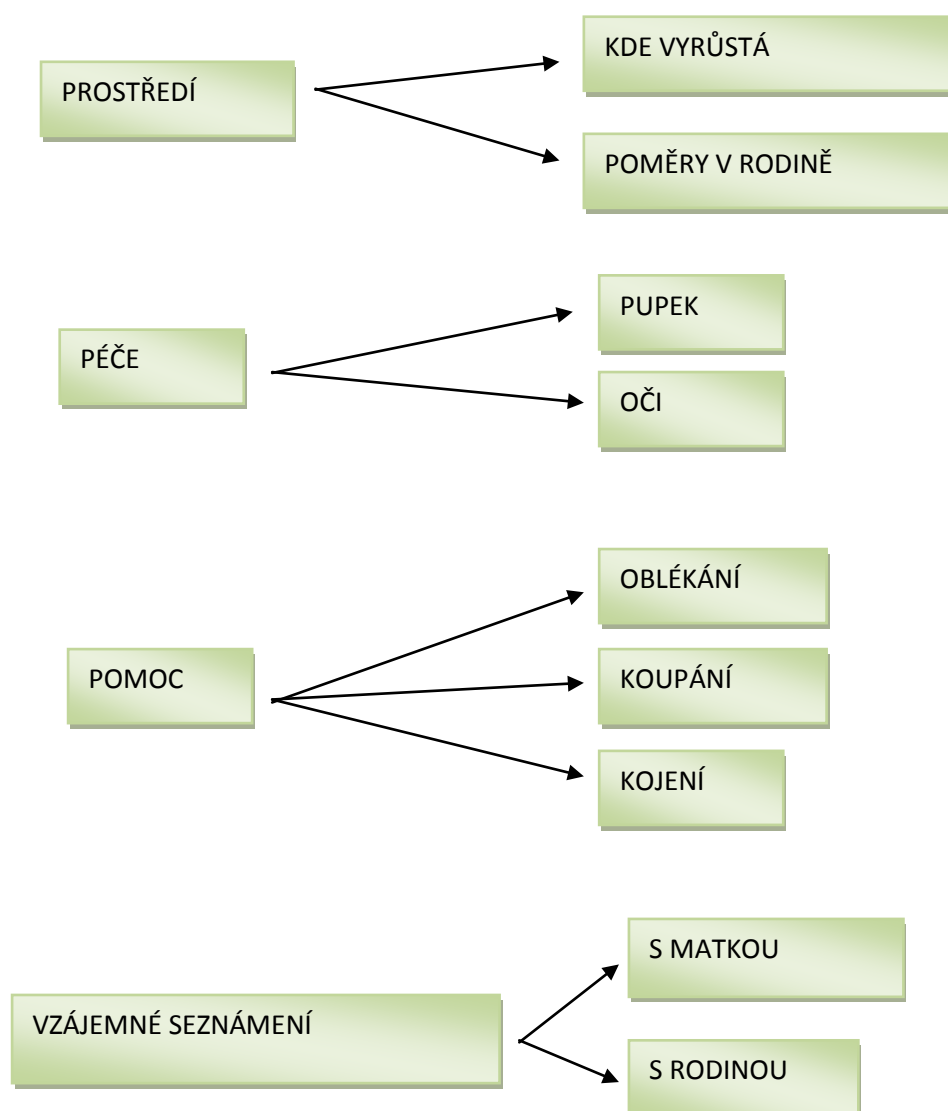 PROSTŘEDÍ
KDE VYRŮSTÁ
POMĚRY V RODINĚ
PÉČE
PUPEK
OČI
POMOC
OBLÉKÁNÍ
KOUPÁNÍ
KOJENÍ
VZÁJEMNÉ SEZNÁMENÍ
S MATKOU
S RODINOU